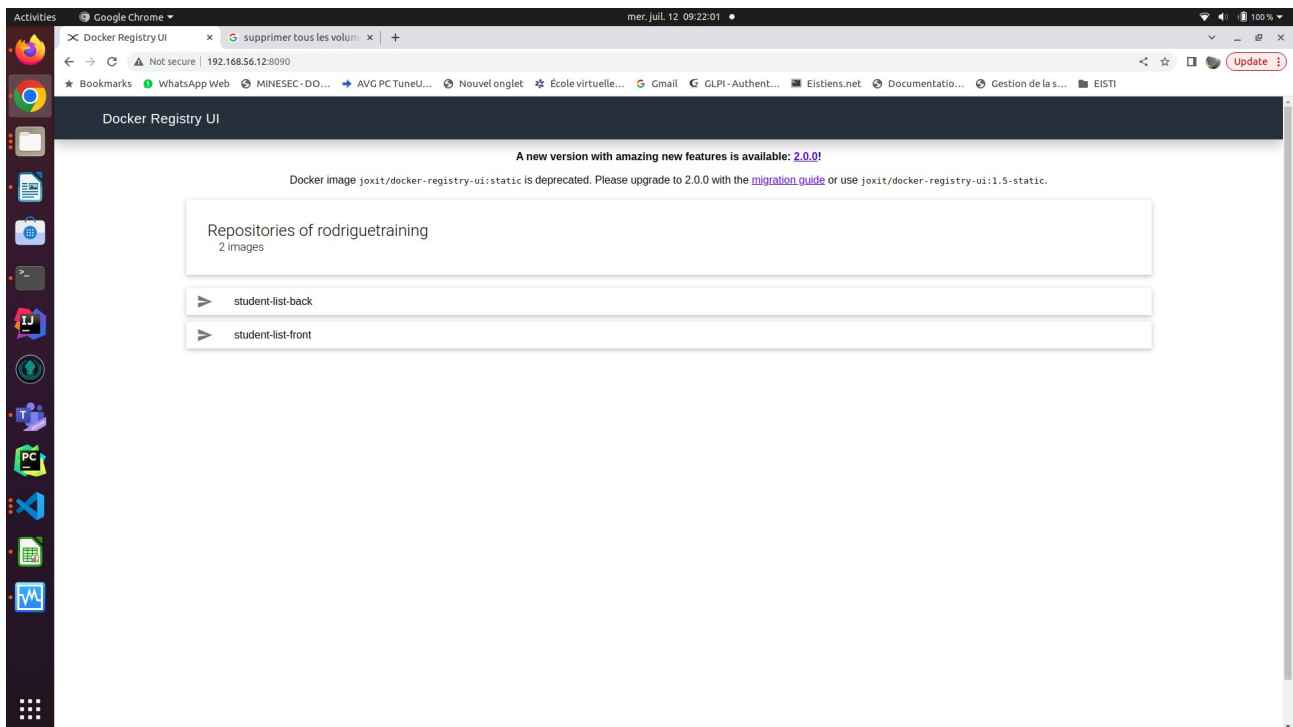 Activities Google Chrome mer. juil. 12 09:22:01 100 %
Docker Registry UI supprimer tous les volum
Not secure 192.168.56.12:8090 Update
Bookmarks WhatsApp Web MINESEC - DO... AVG PC TuneU... Nouvel onglet École virtuelle... Gmail GLPI - Authent... Eistiens.net Documentatio... Gestion de la s... EISTI
Docker Registry UI
A new version with amazing new features is available: 2.0.0!
Docker image joxit/docker-registry-ui:static is deprecated. Please upgrade to 2.0.0 with the migration guide or use joxit/docker-registry-ui:1.5-static.
Repositories of rodriguetraining
2 images
student-list-back
student-list-front